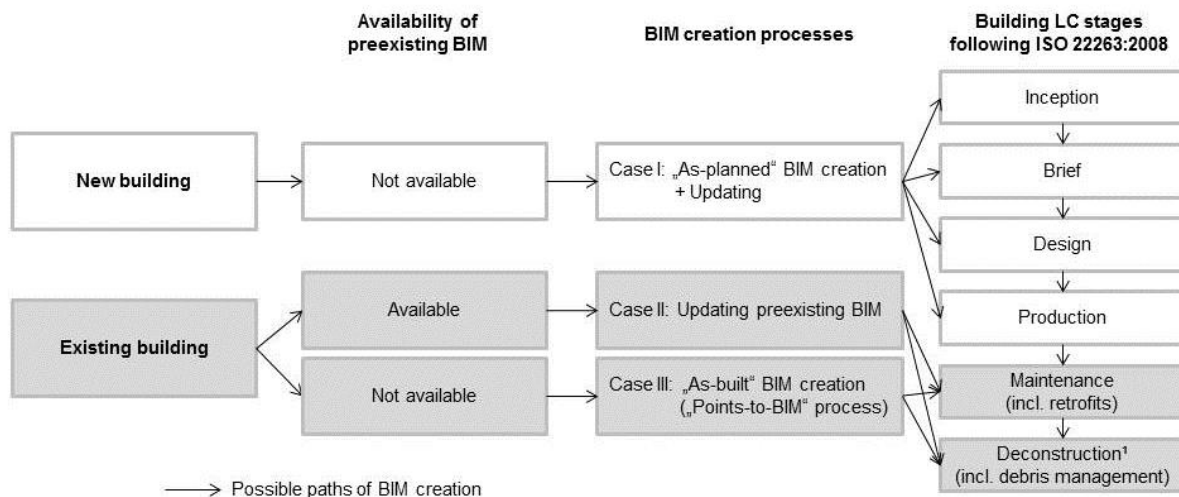 Availability of
preexisting BIM
BIM creation processes
Building LC stages
following ISO 22263:2008
New building
Not available
Case I: „As-planned“ BIM creation
+ Updating
Inception
Brief
Design
Production
Existing building
Available
Case II: Updating preexisting BIM
Not available
Case III: „As-built“ BIM creation
(„Points-to-BIM“ process)
Maintenance
(incl. retrofits)
Deconstruction¹
(incl. debris management)
Possible paths of BIM creation